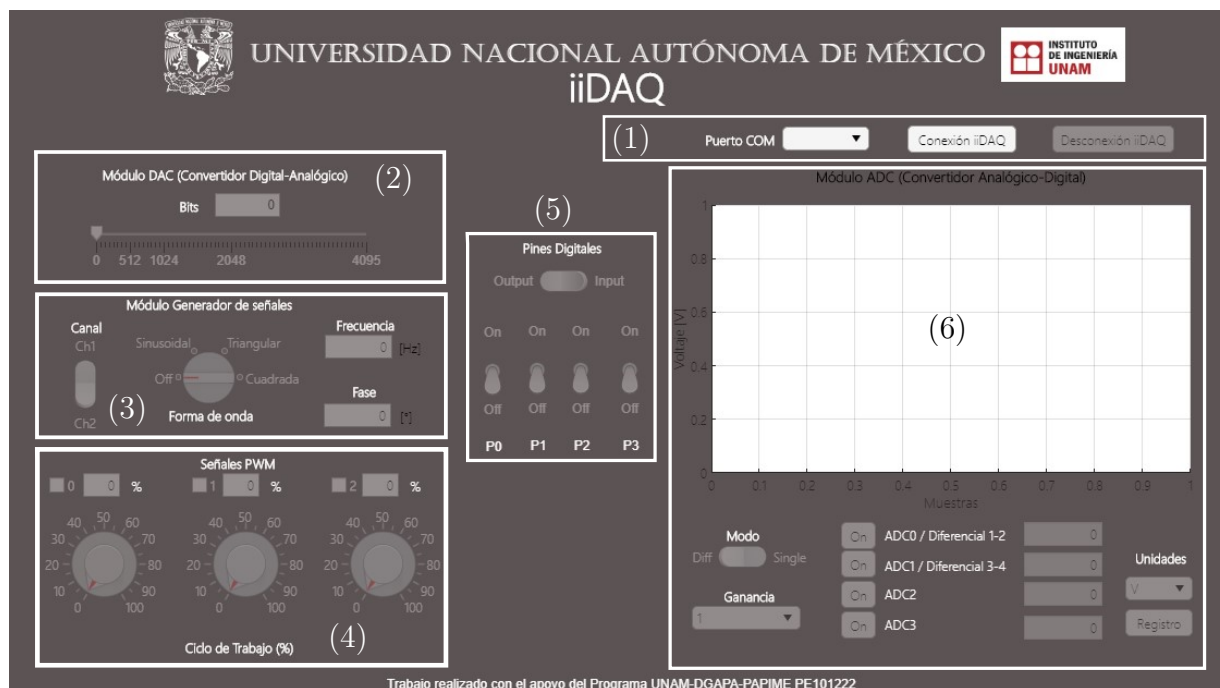 UNIVERSIDAD NACIONAL AUTÓNOMA DE MÉXICO
iiDAQ
INSTITUTO
DE INGENIERÍA
UNAM
(1)
Puerto COM
Conexión iiDAQ
Desconexión iiDAQ
Módulo DAC (Convertidor Digital-Analógico)
(2)
Bits
0
0 512 1024 2048 4095
Módulo Generador de señales
Canal
Ch1
Ch2
(3)
Sinusoidal
Triangular
Off
Cuadrada
Forma de onda
Frecuencia
0 [Hz]
Fase
0 [°]
Señales PWM
0 0 %
1 0 %
2 0 %
0 10 20 30 40 50 60 70 80 90 100
0 10 20 30 40 50 60 70 80 90 100
0 10 20 30 40 50 60 70 80 90 100
Ciclo de Trabajo (%)
(4)
(5)
Pines Digitales
Output
Input
On On On On
Off Off Off Off
P0 P1 P2 P3
Módulo ADC (Convertidor Analógico-Digital)
(6)
Voltaje [V]
1
0.8
0.6
0.4
0.2
0
0 0.1 0.2 0.3 0.4 0.5 0.6 0.7 0.8 0.9 1
Muestras
Modo
Diff
Single
Ganancia
1
On ADC0 / Diferencial 1-2 0
On ADC1 / Diferencial 3-4 0
On ADC2 0
On ADC3 0
Unidades
V
Registro
Trabajo realizado con el apoyo del Programa UNAM-DGAPA-PAPIME PE101222